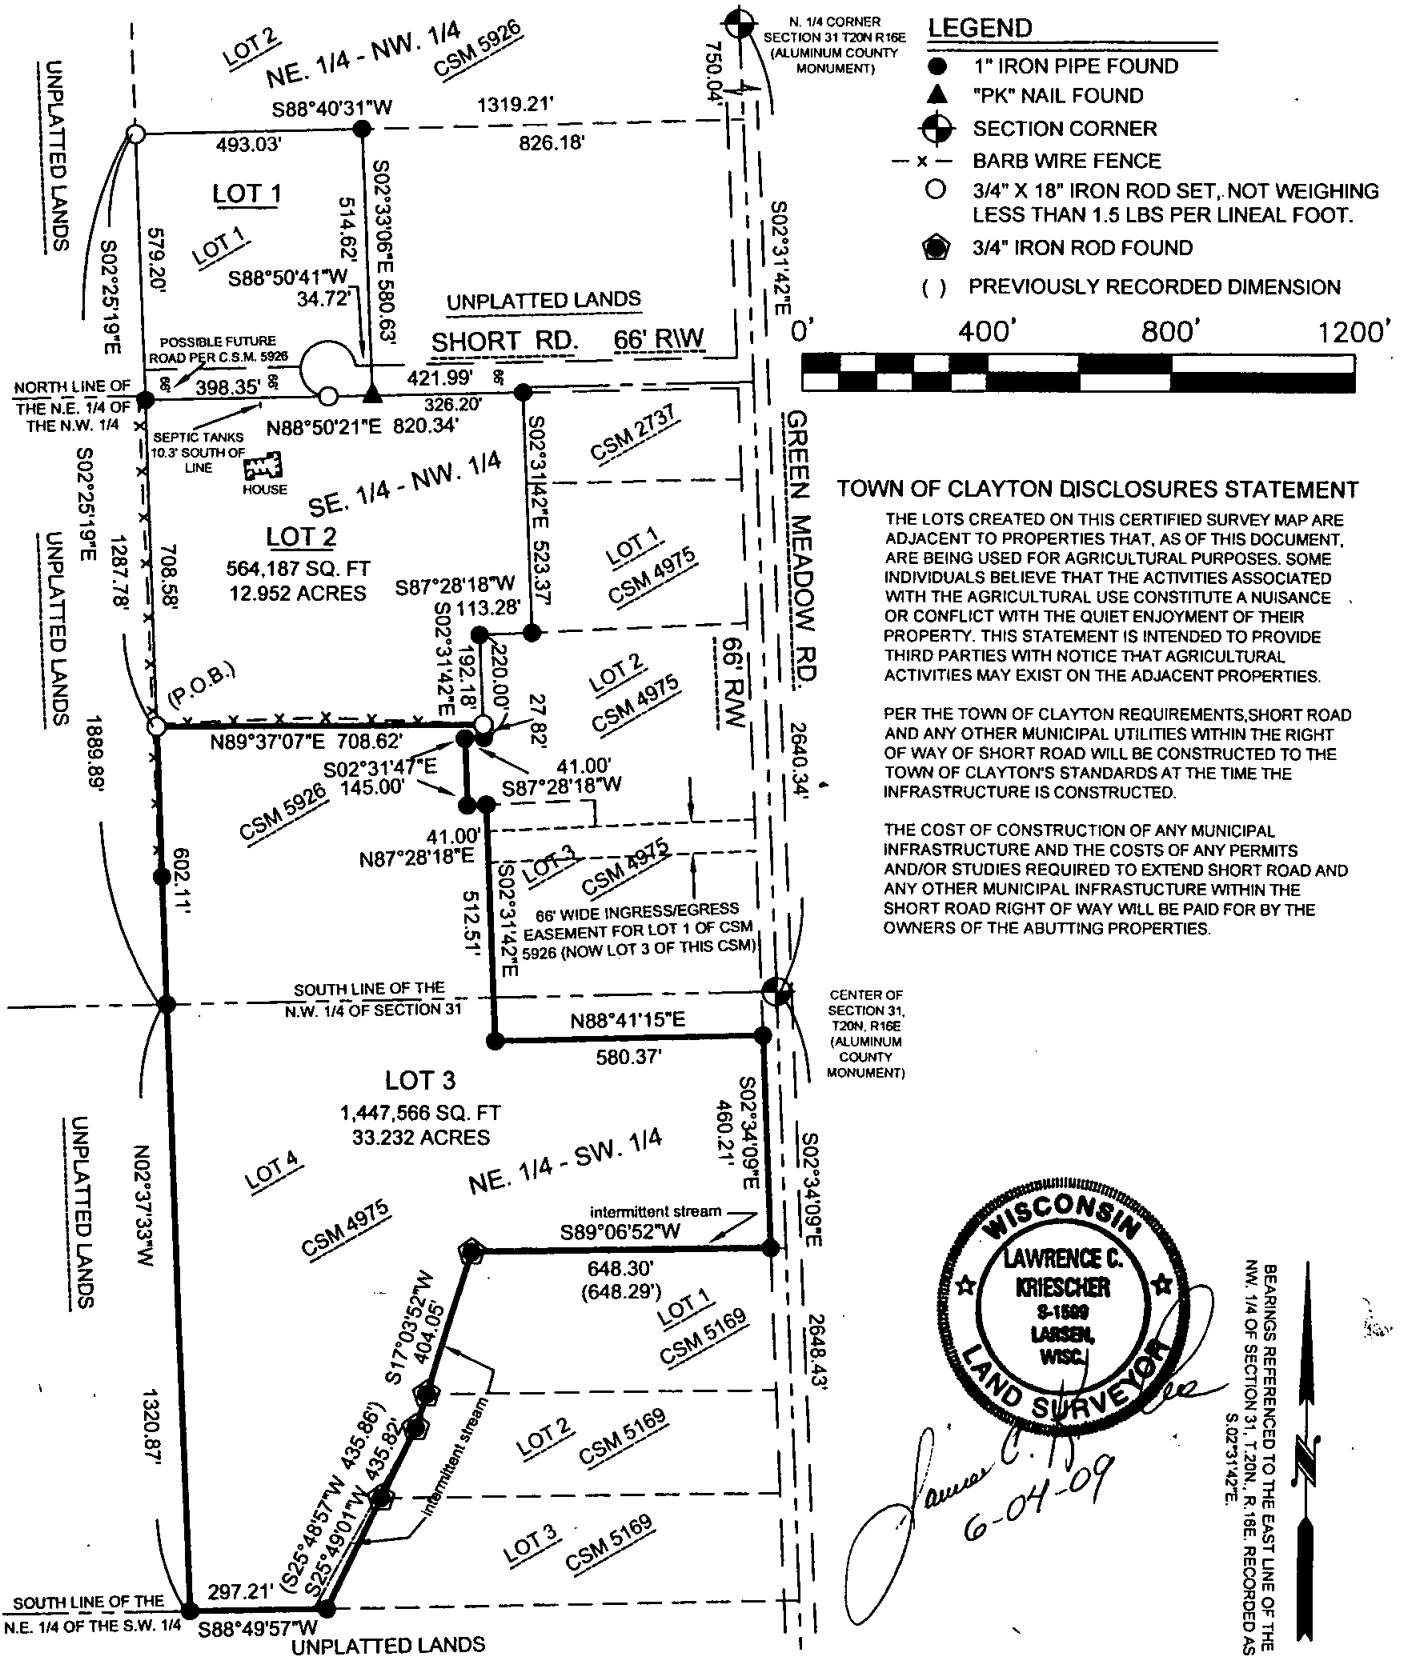 LOT 2
NE. 1/4 - NW. 1/4
CSM 5926
N. 1/4 CORNER
SECTION 31 T20N R16E
(ALUMINUM COUNTY
MONUMENT)
750.04'
LEGEND
1" IRON PIPE FOUND
"PK" NAIL FOUND
SECTION CORNER
— x — BARB WIRE FENCE
3/4" X 18" IRON ROD SET, NOT WEIGHING
LESS THAN 1.5 LBS PER LINEAL FOOT.
3/4" IRON ROD FOUND
( ) PREVIOUSLY RECORDED DIMENSION
0' 400' 800' 1200'
UNPLATTED LANDS
S88°40'31"W
1319.21'
493.03'
826.18'
LOT 1
LOT 1
S02°25'19"E
579.20'
S02°33'06"E 580.63'
514.62'
S88°50'41"W
34.72'
S02°31'42"E
UNPLATTED LANDS
SHORT RD. 66' R\W
POSSIBLE FUTURE
ROAD PER C.S.M. 5926
66'
398.35'
66'
421.99'
66'
326.20'
NORTH LINE OF
THE N.E. 1/4 OF
THE N.W. 1/4
N88°50'21"E 820.34'
SEPTIC TANKS
10.3' SOUTH OF
LINE
HOUSE
SE. 1/4 - NW. 1/4
CSM 2737
S02°31'42"E 523.37'
GREEN MEADOW RD.
S02°25'19"E
1287.78'
708.58'
UNPLATTED LANDS
LOT 2
564,187 SQ. FT
12.952 ACRES
LOT 1
CSM 4975
S87°28'18"W
113.28'
S02°31'42"E
192.18'
220.00'
27.82'
LOT 2
CSM 4975
66' R/W
(P.O.B.)
N89°37'07"E 708.62'
S02°31'47"E
145.00'
41.00'
S87°28'18"W
2640.34'
1889.89'
CSM 5926
41.00'
N87°28'18"E
LOT 3
CSM 4975
602.11'
S02°31'42"E
512.51'
66' WIDE INGRESS/EGRESS
EASEMENT FOR LOT 1 OF CSM
5926 (NOW LOT 3 OF THIS CSM)
SOUTH LINE OF THE
N.W. 1/4 OF SECTION 31
CENTER OF
SECTION 31,
T20N, R16E
(ALUMINUM
COUNTY
MONUMENT)
N88°41'15"E
580.37'
LOT 3
1,447,566 SQ. FT
33.232 ACRES
S02°34'09"E
460.21'
S02°34'09"E
2648.43'
UNPLATTED LANDS
N02°37'33"W
1320.87'
LOT 4
CSM 4975
NE. 1/4 - SW. 1/4
intermittent stream
S89°06'52"W
648.30'
(648.29')
LOT 1
CSM 5169
S17°03'52"W
404.05'
(S25°48'57"W 435.86')
S25°49'01"W 435.82'
intermittent stream
LOT 2
CSM 5169
LOT 3
CSM 5169
297.21'
SOUTH LINE OF THE
N.E. 1/4 OF THE S.W. 1/4
S88°49'57"W
UNPLATTED LANDS
TOWN OF CLAYTON DISCLOSURES STATEMENT
THE LOTS CREATED ON THIS CERTIFIED SURVEY MAP ARE
ADJACENT TO PROPERTIES THAT, AS OF THIS DOCUMENT,
ARE BEING USED FOR AGRICULTURAL PURPOSES. SOME
INDIVIDUALS BELIEVE THAT THE ACTIVITIES ASSOCIATED
WITH THE AGRICULTURAL USE CONSTITUTE A NUISANCE
OR CONFLICT WITH THE QUIET ENJOYMENT OF THEIR
PROPERTY. THIS STATEMENT IS INTENDED TO PROVIDE
THIRD PARTIES WITH NOTICE THAT AGRICULTURAL
ACTIVITIES MAY EXIST ON THE ADJACENT PROPERTIES.
PER THE TOWN OF CLAYTON REQUIREMENTS,SHORT ROAD
AND ANY OTHER MUNICIPAL UTILITIES WITHIN THE RIGHT
OF WAY OF SHORT ROAD WILL BE CONSTRUCTED TO THE
TOWN OF CLAYTON'S STANDARDS AT THE TIME THE
INFRASTRUCTURE IS CONSTRUCTED.
THE COST OF CONSTRUCTION OF ANY MUNICIPAL
INFRASTRUCTURE AND THE COSTS OF ANY PERMITS
AND/OR STUDIES REQUIRED TO EXTEND SHORT ROAD AND
ANY OTHER MUNICIPAL INFRASTUCTURE WITHIN THE
SHORT ROAD RIGHT OF WAY WILL BE PAID FOR BY THE
OWNERS OF THE ABUTTING PROPERTIES.
WISCONSIN
LAWRENCE C.
KRIESCHER
S-1599
LARSEN,
WISC.
LAND SURVEYOR
6-04-09
BEARINGS REFERENCED TO THE EAST LINE OF THE
NW. 1/4 OF SECTION 31, T.20N., R.16E. RECORDED AS
S.02°31'42"E.
N